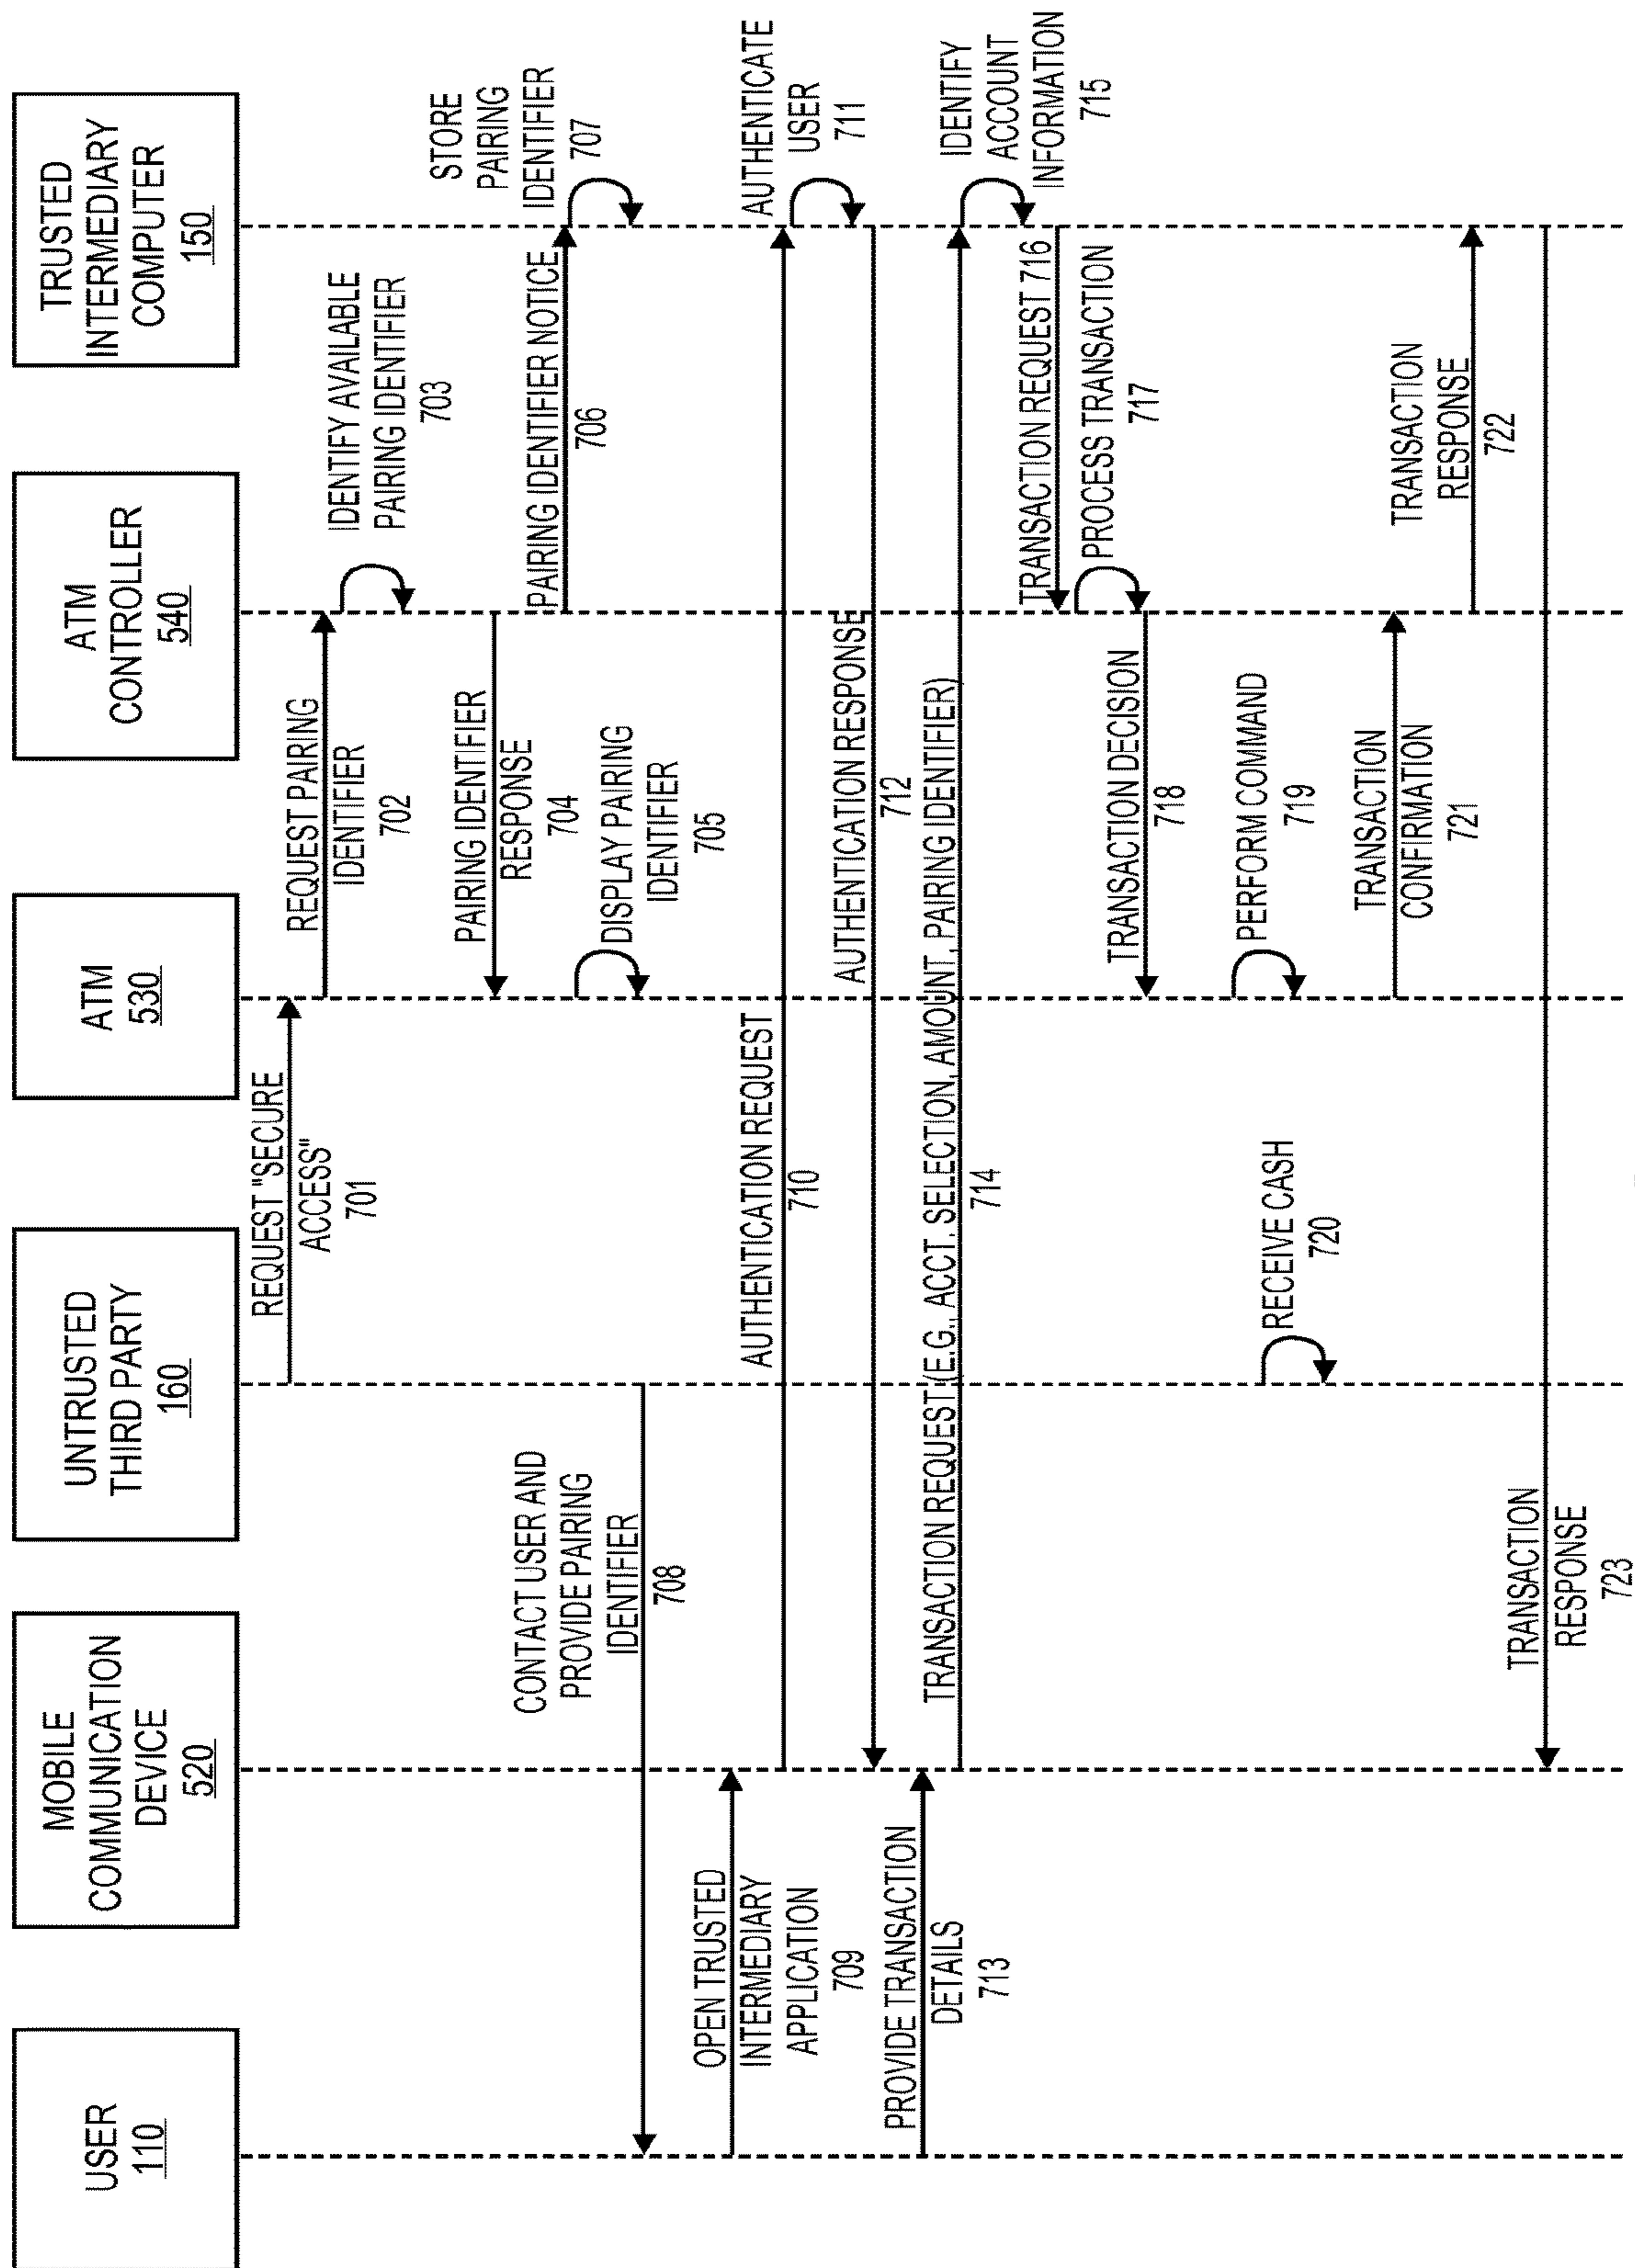 USER
110
MOBILE
COMMUNICATION
DEVICE
520
UNTRUSTED
THIRD PARTY
160
ATM
530
ATM
CONTROLLER
540
TRUSTED
INTERMEDIARY
COMPUTER
150
REQUEST "SECURE
ACCESS"
701
REQUEST PAIRING
IDENTIFIER
702
IDENTIFY AVAILABLE
PAIRING IDENTIFIER
703
PAIRING IDENTIFIER
RESPONSE
704
DISPLAY PAIRING
IDENTIFIER
705
PAIRING IDENTIFIER NOTICE
706
STORE
PAIRING
IDENTIFIER
707
CONTACT USER AND
PROVIDE PAIRING
IDENTIFIER
708
OPEN TRUSTED
INTERMEDIARY
APPLICATION
709
AUTHENTICATION REQUEST
710
AUTHENTICATE
USER
711
AUTHENTICATION RESPONSE
712
PROVIDE TRANSACTION
DETAILS
713
TRANSACTION REQUEST (E.G., ACCT. SELECTION, AMOUNT, PAIRING IDENTIFIER)
714
IDENTIFY
ACCOUNT
INFORMATION
715
TRANSACTION REQUEST 716
PROCESS TRANSACTION
717
TRANSACTION DECISION
718
PERFORM COMMAND
719
RECEIVE CASH
720
TRANSACTION
CONFIRMATION
721
TRANSACTION
RESPONSE
722
TRANSACTION
RESPONSE
723